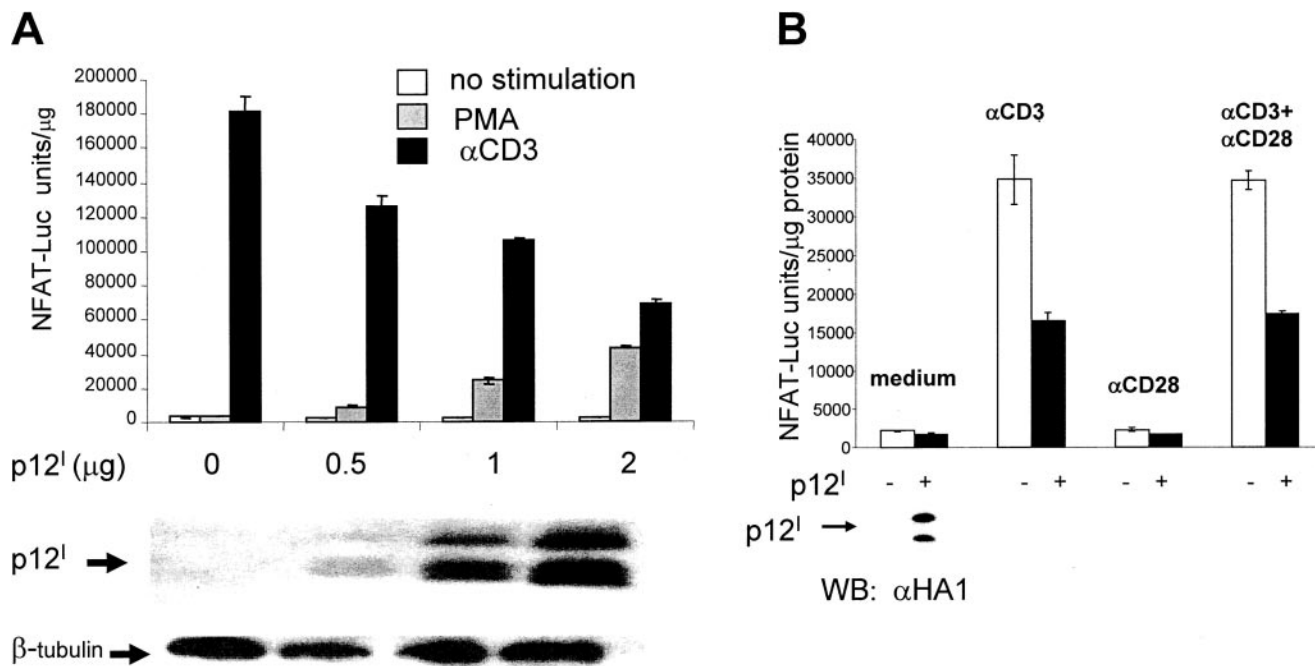 A
NFAT-Luc units/μg
200000
180000
160000
140000
120000
100000
80000
60000
40000
20000
0
no stimulation
PMA
αCD3
p12ᴵ (μg) 0 0.5 1 2
p12ᴵ
β-tubulin
B
NFAT-Luc units/μg protein
40000
35000
30000
25000
20000
15000
10000
5000
0
medium
αCD3
αCD28
αCD3+
αCD28
p12ᴵ - + - + - + - +
p12ᴵ
WB: αHA1